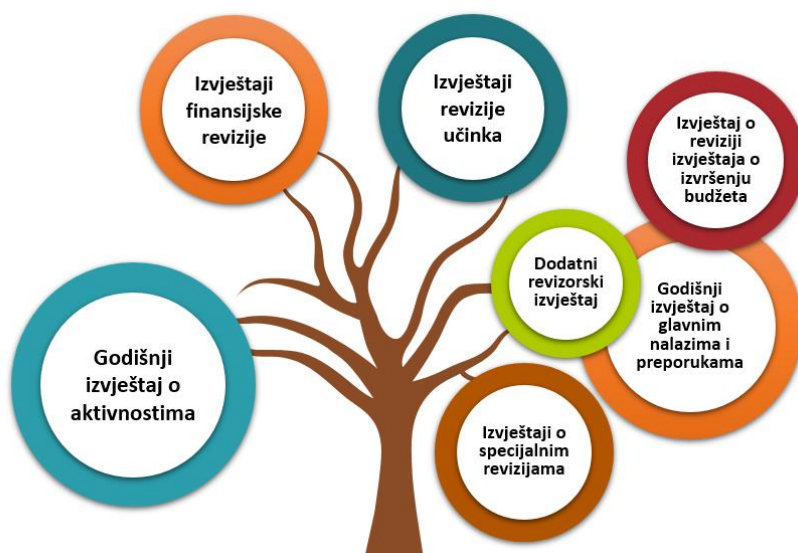 Izvještaji
finansijske
revizije
Izvještaji
revizije
učinka
Izvještaj o
reviziji
izvještaja o
izvršenju
budžeta
Dodatni
revizorski
izvještaj
Godišnji
izvještaj o
glavnim
nalazima i
preporukama
Godišnji
izvještaj o
aktivnostima
Izvještaji o
specijalnim
revizijama